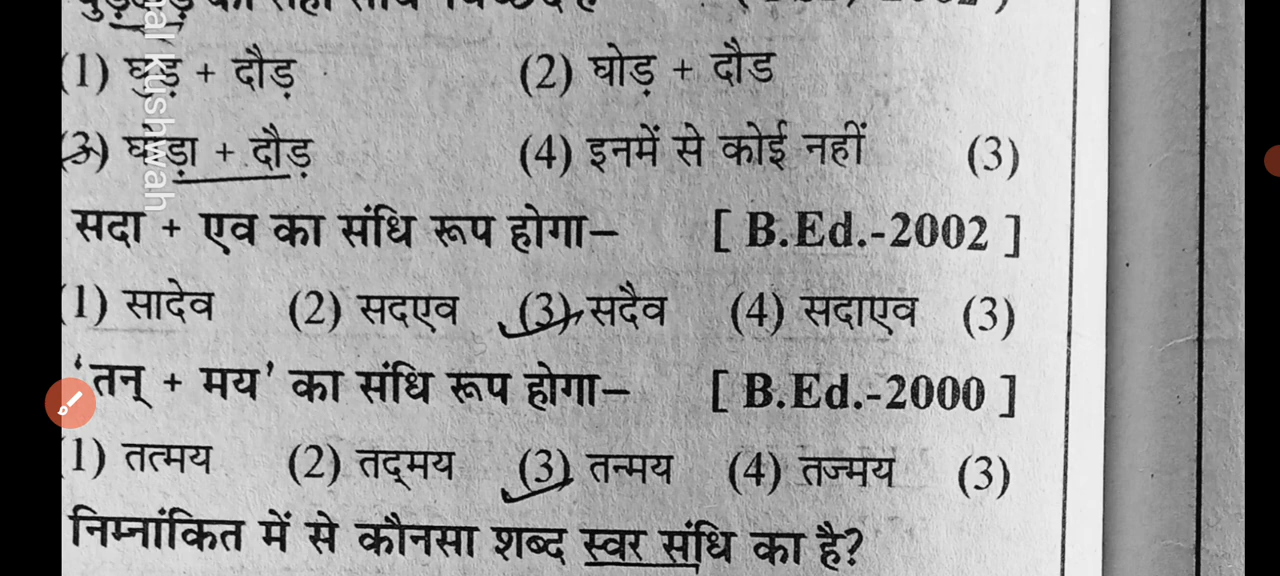 (1) घुड़ + दौड़ (2) घोड़ + दौड
(3) + दौड़ (4) इनमें से कोई नहीं (3)
सदा + एव का संधि रूप होगा– [ B.Ed.-2002 ]
(1) सादेव (2) सदएव (3) सदैव (4) सदाएव (3)
'तन् + मय' का संधि रूप होगा– [ B.Ed.-2000 ]
1) तत्मय (2) तद्मय (3) तन्मय (4) तज्मय (3)
निम्नांकित में से कौनसा शब्द स्वर संधि का है?
Kushwah